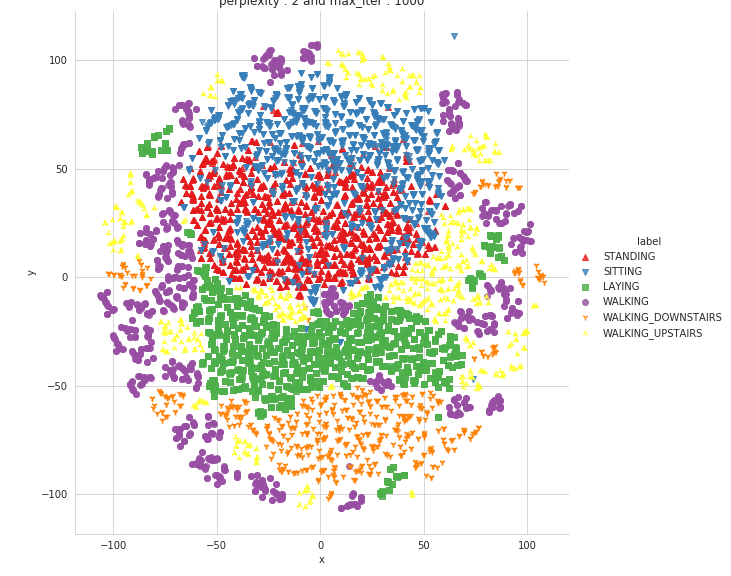 perplexity : 2 and max_iter : 1000
100
50
0
−50
−100
y
−100
−50
0
50
100
x
label
STANDING
SITTING
LAYING
WALKING
WALKING_DOWNSTAIRS
WALKING_UPSTAIRS